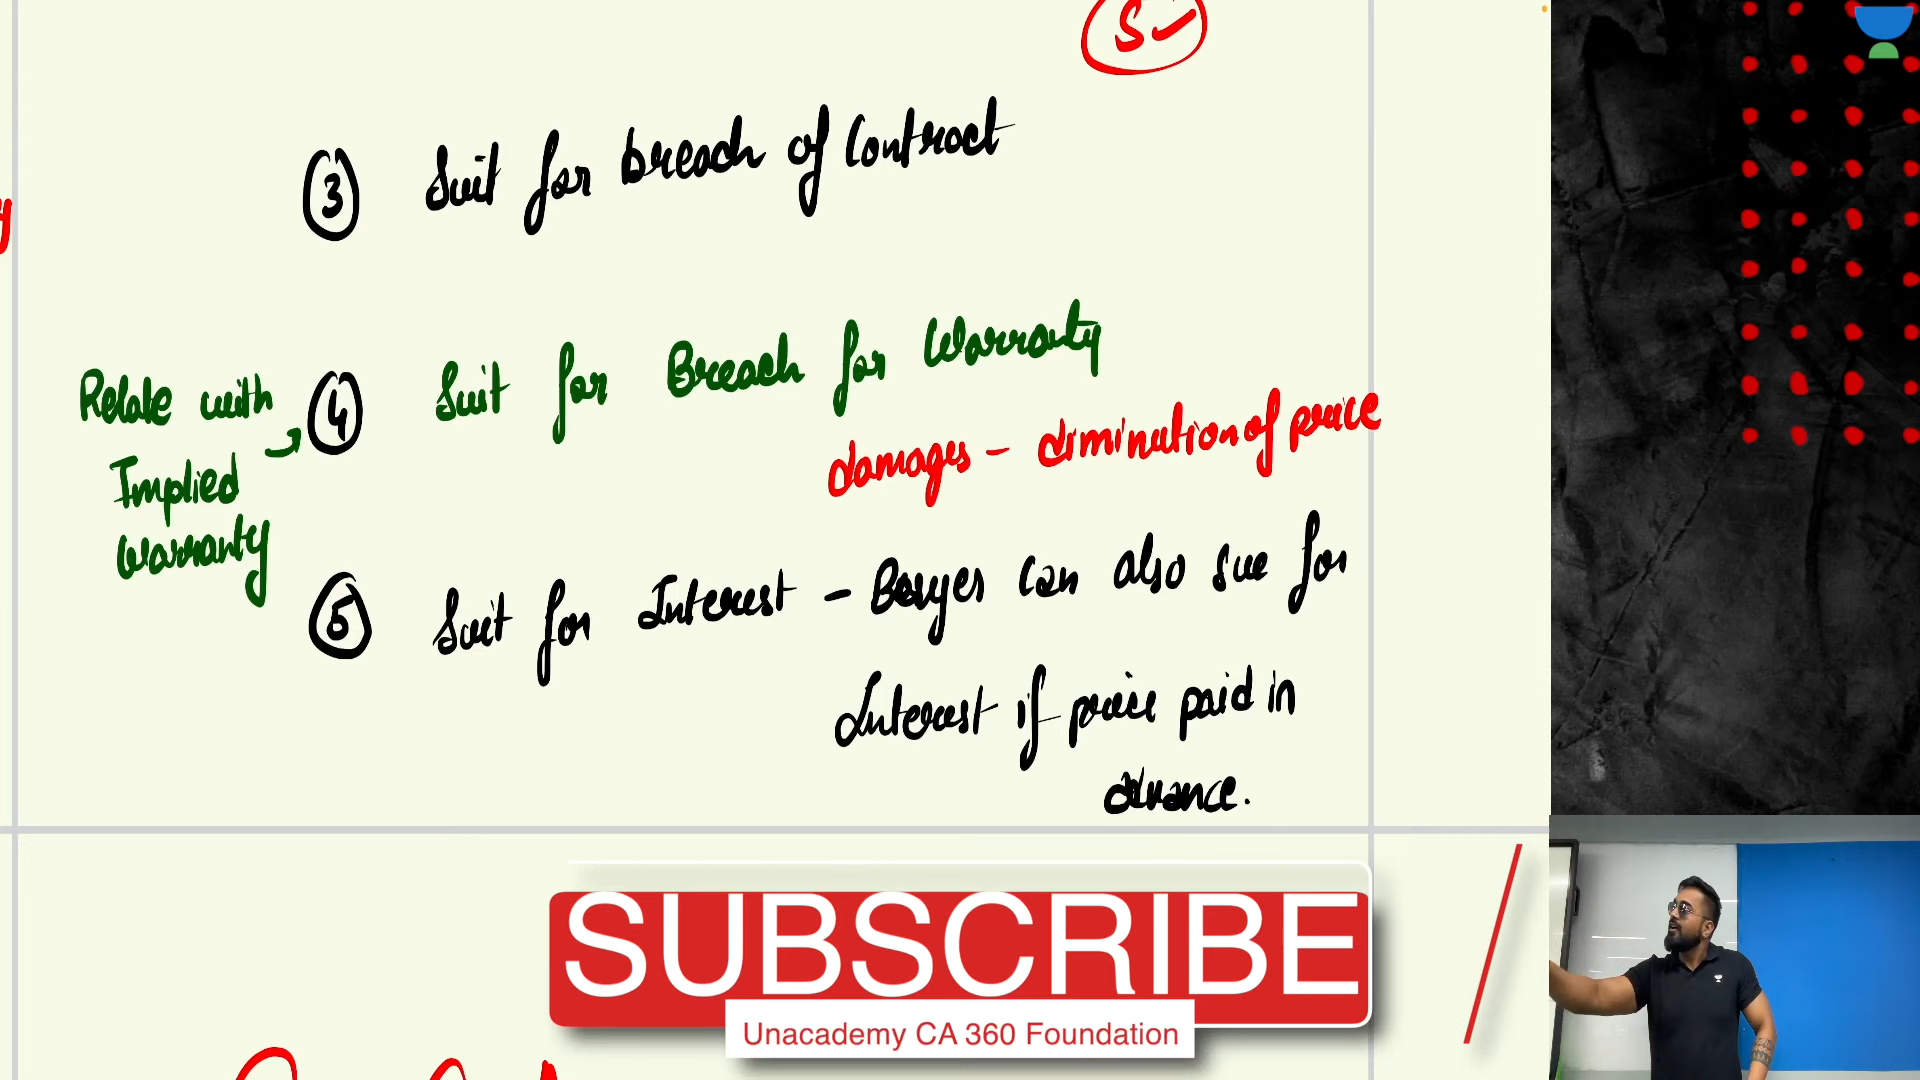 5
3 Suit for breach of Contract
Relate with Implied Warranty
4 Suit for Breach for Warranty
damages - diminution of price
5 Suit for Interest - Buyer can also sue for
Interest if price paid in
advance.
SUBSCRIBE
Unacademy CA 360 Foundation